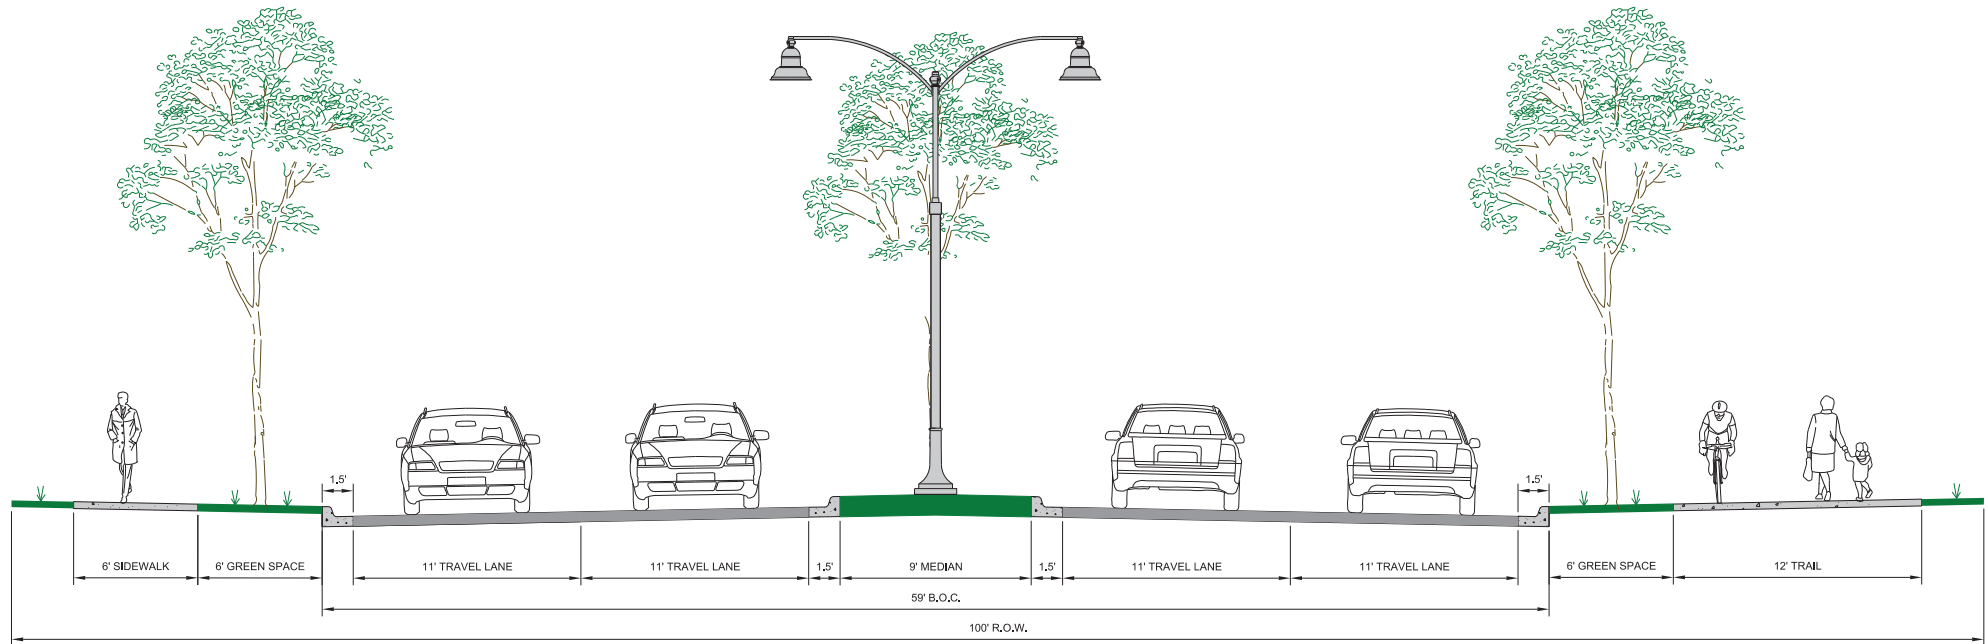 1.5'
1.5'
6' SIDEWALK
6' GREEN SPACE
11' TRAVEL LANE
11' TRAVEL LANE
1.5'
9' MEDIAN
1.5'
11' TRAVEL LANE
11' TRAVEL LANE
6' GREEN SPACE
12' TRAIL
59' B.O.C.
100' R.O.W.